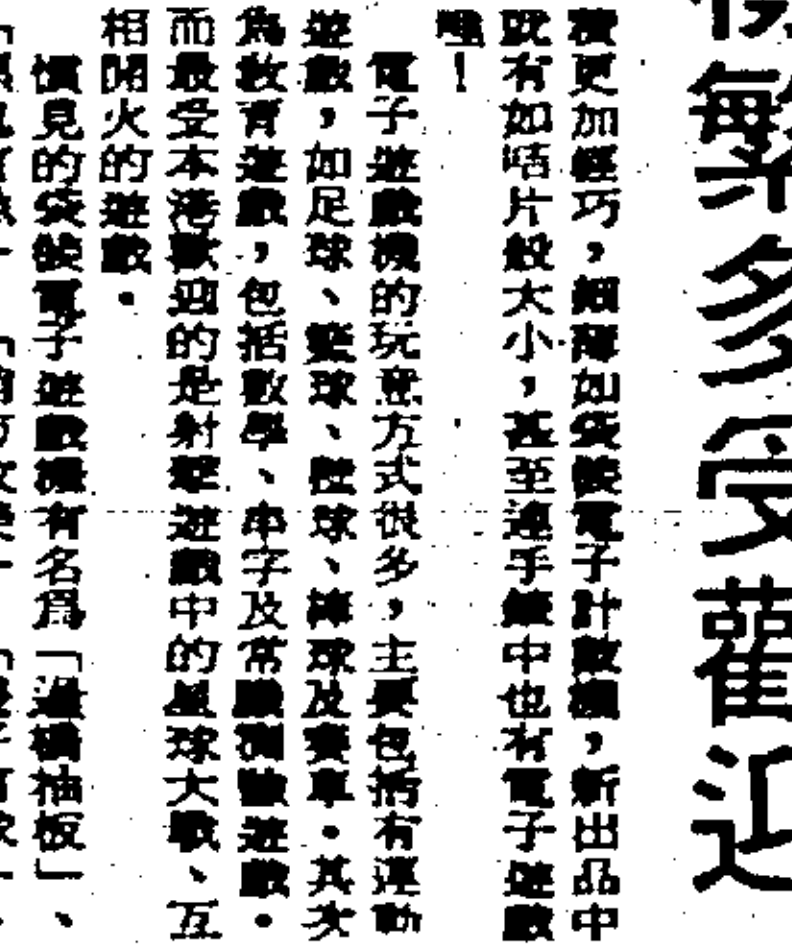 繁多受歡迎
積更加輕巧，細薄如袋裝電子計數機，新出品中
就有如咭片般大小，甚至連手錶中也有電子遊戲
哩！
電子遊戲機的玩意方式很多，主要包括有運動
遊戲，如足球、籃球、壘球、棒球及賽車。其次
為教育遊戲，包括數學、串字及常識測驗遊戲。
而最受本港歡迎的是射擊遊戲中的星球大戰、互
相開火的遊戲。
慣見的袋裝電子遊戲機有名爲「過橋抽板」、